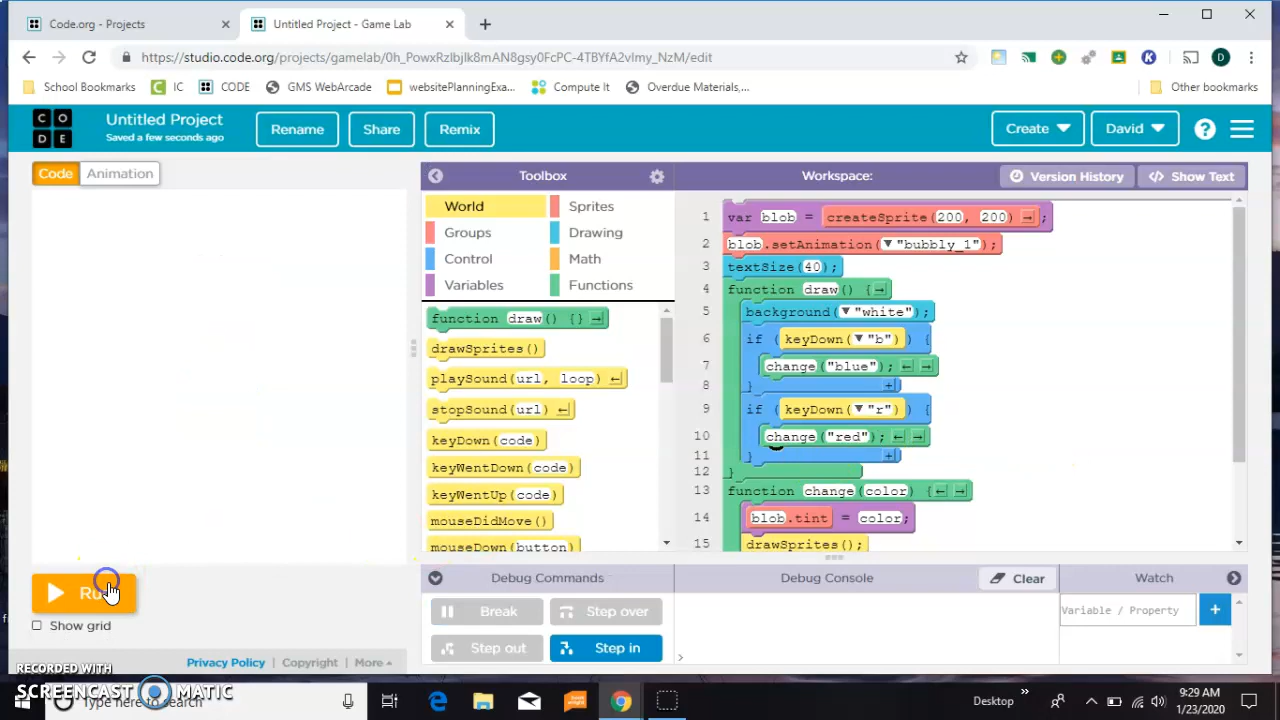 Code.org - Projects
Untitled Project - Game Lab
https://studio.code.org/projects/gamelab/0h_PowxRzIbjlk8mAN8gsy0FcPC-4TBYfA2vImy_NzM/edit
D
School Bookmarks
IC
CODE
GMS WebArcade
websitePlanningExa...
Compute It
Overdue Materials,...
Other bookmarks
C O
D E
Untitled Project
Saved a few seconds ago
Rename
Share
Remix
Create
David
?
Code
Animation
Toolbox
Workspace:
Version History
</> Show Text
World
Sprites
Groups
Drawing
Control
Math
Variables
Functions
function draw() {}
drawSprites()
playSound(url, loop)
stopSound(url)
keyDown(code)
keyWentDown(code)
keyWentUp(code)
mouseDidMove()
mouseDown(button)
1 var blob = createSprite(200, 200);
2 blob.setAnimation("bubbly_1");
3 textSize(40);
4 function draw() {
5 background("white");
6 if (keyDown("b")) {
7 change("blue");
8 }
9 if (keyDown("r")) {
10 change("red");
11 }
12 }
13 function change(color) {
14 blob.tint = color;
15 drawSprites();
Show grid
Debug Commands
Debug Console
Clear
Watch
Break
Step over
Step out
Step in
Variable / Property
+
>
Privacy Policy
Copyright
More
RECORDED WITH
SCREENCAST MATIC
Type here to search
Desktop
9:29 AM
1/23/2020